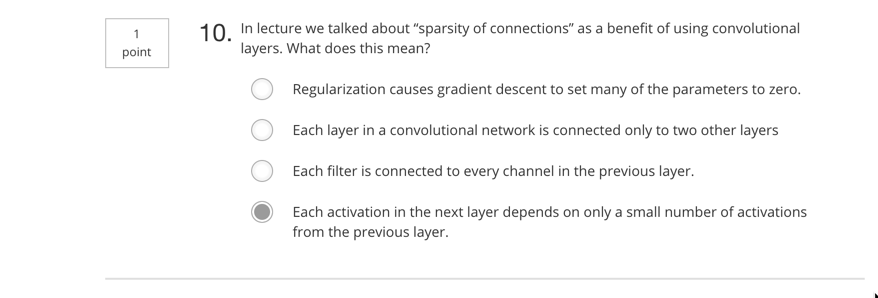 1
point
10. In lecture we talked about “sparsity of connections” as a benefit of using convolutional
layers. What does this mean?
Regularization causes gradient descent to set many of the parameters to zero.
Each layer in a convolutional network is connected only to two other layers
Each filter is connected to every channel in the previous layer.
Each activation in the next layer depends on only a small number of activations
from the previous layer.